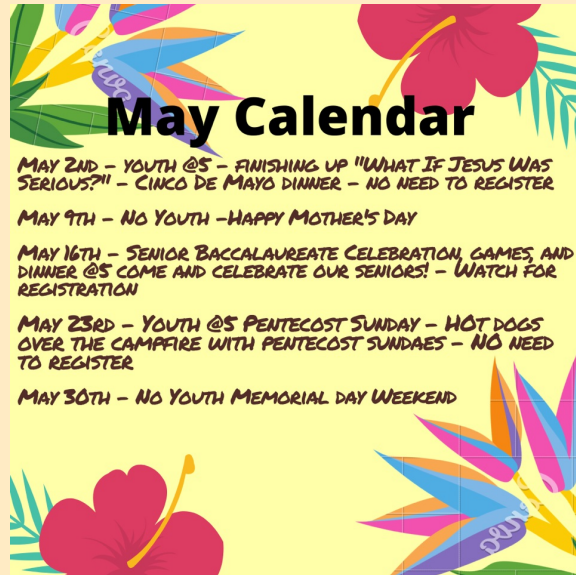 Canva
May Calendar
May 2nd – youth @5 – finishing up "What If Jesus Was
Serious?" – Cinco De Mayo dinner – no need to register
May 9th – No Youth –Happy Mother's Day
May 16th – Senior Baccalaureate Celebration, games, and
dinner @5 come and celebrate our seniors! – Watch for
registration
May 23rd – Youth @5 Pentecost Sunday – HOt dogs
over the campfire with pentecost sundaes – NO need
to register
May 30th – No Youth Memorial day Weekend
Canva